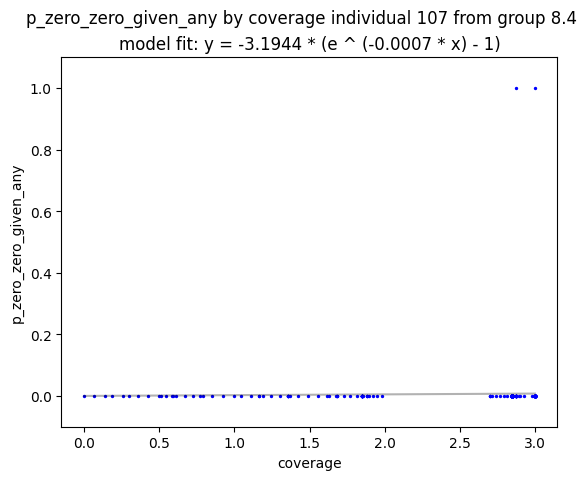 p_zero_zero_given_any by coverage individual 107 from group 8.4
model fit: y = -3.1944 * (e ^ (-0.0007 * x) - 1)
p_zero_zero_given_any
1.0
0.8
0.6
0.4
0.2
0.0
0.0 0.5 1.0 1.5 2.0 2.5 3.0
coverage